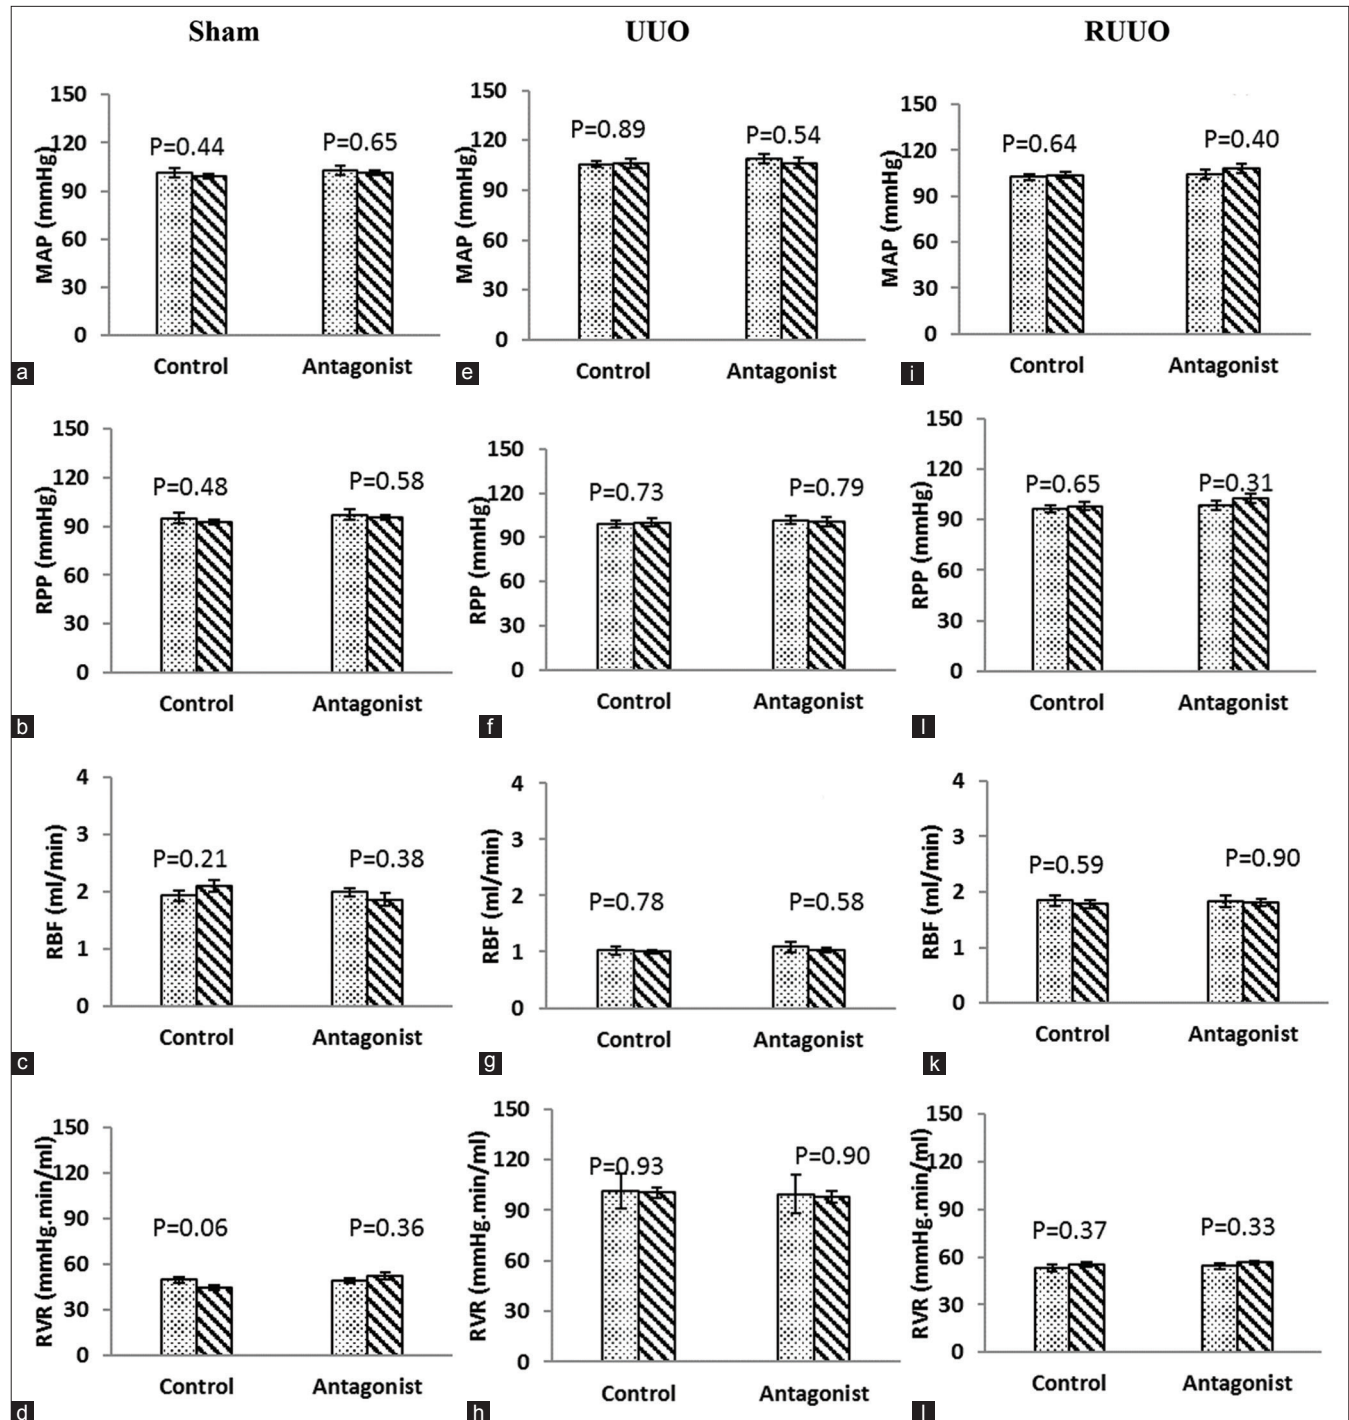 Sham
UUO
RUUO
150
120
90
60
30
0
MAP (mmHg)
P=0.44
P=0.65
Control
Antagonist
a
150
120
90
60
30
0
MAP (mmHg)
P=0.89
P=0.54
Control
Antagonist
e
150
120
90
60
30
0
MAP (mmHg)
P=0.64
P=0.40
Control
Antagonist
i
150
120
90
60
30
0
RPP (mmHg)
P=0.48
P=0.58
Control
Antagonist
b
150
120
90
60
30
0
RPP (mmHg)
P=0.73
P=0.79
Control
Antagonist
f
150
120
90
60
30
0
RPP (mmHg)
P=0.65
P=0.31
Control
Antagonist
l
4
3
2
1
0
RBF (ml/min)
P=0.21
P=0.38
Control
Antagonist
c
4
3
2
1
0
RBF (ml/min)
P=0.78
P=0.58
Control
Antagonist
g
4
3
2
1
0
RBF (ml/min)
P=0.59
P=0.90
Control
Antagonist
k
150
120
90
60
30
0
RVR (mmHg.min/ml)
P=0.06
P=0.36
Control
Antagonist
d
150
120
90
60
30
0
RVR (mmHg.min/ml)
P=0.93
P=0.90
Control
Antagonist
h
150
120
90
60
30
0
RVR (mmHg.min/ml)
P=0.37
P=0.33
Control
Antagonist
l